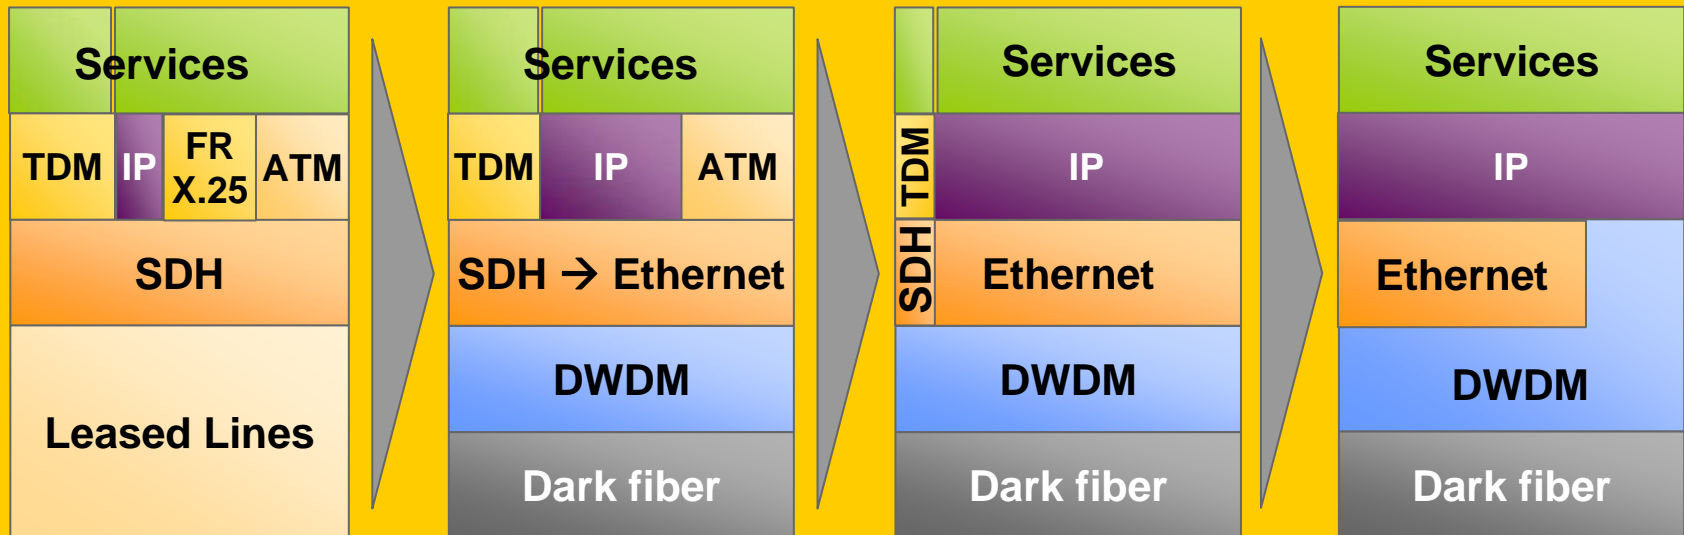 Services
TDM
IP
FR
X.25
ATM
SDH
Leased Lines
Services
TDM
IP
ATM
SDH → Ethernet
DWDM
Dark fiber
Services
TDM
IP
SDH
Ethernet
DWDM
Dark fiber
Services
IP
Ethernet
DWDM
Dark fiber